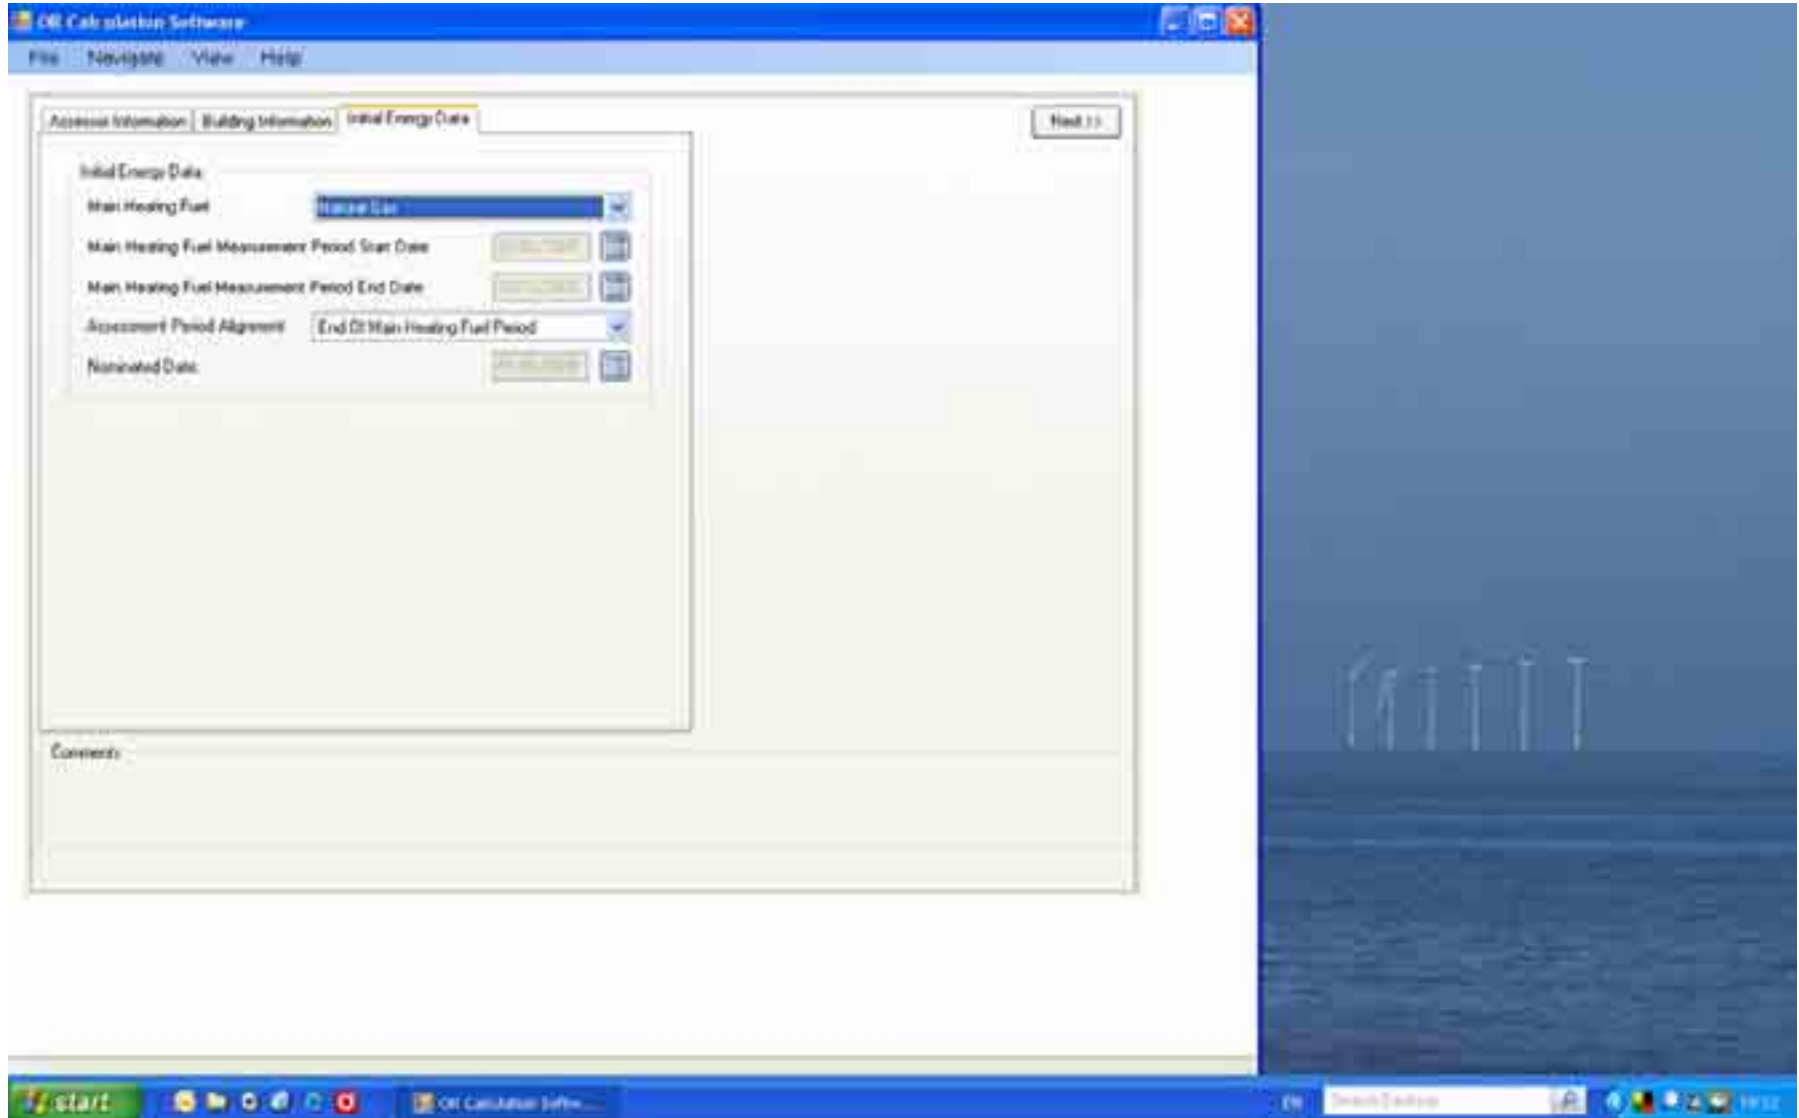 OR Calculation Software
File Navigate View Help
Assessor Information Building Information Initial Energy Data
Next >>
Initial Energy Data
Main Heating Fuel Natural Gas
Main Heating Fuel Measurement Period Start Date
Main Heating Fuel Measurement Period End Date
Assessment Period Alignment End Of Main Heating Fuel Period
Nominated Date
Comments
start
OR Calculation Softw...
EN
Search Desktop